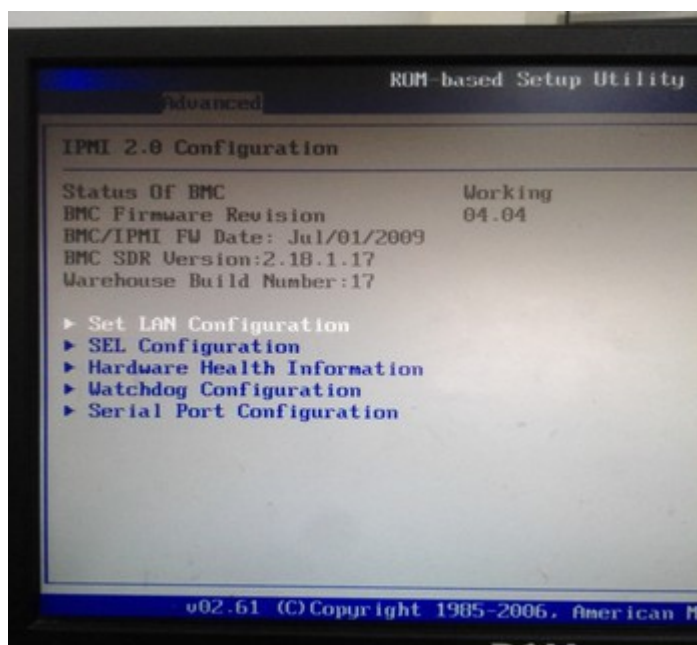 ROM-based Setup Utility
Advanced
IPMI 2.0 Configuration
Status Of BMC Working
BMC Firmware Revision 04.04
BMC/IPMI FW Date: Jul/01/2009
BMC SDR Version:2.18.1.17
Warehouse Build Number:17
▶ Set LAN Configuration
▶ SEL Configuration
▶ Hardware Health Information
▶ Watchdog Configuration
▶ Serial Port Configuration
v02.61 (C)Copyright 1985-2006, American M